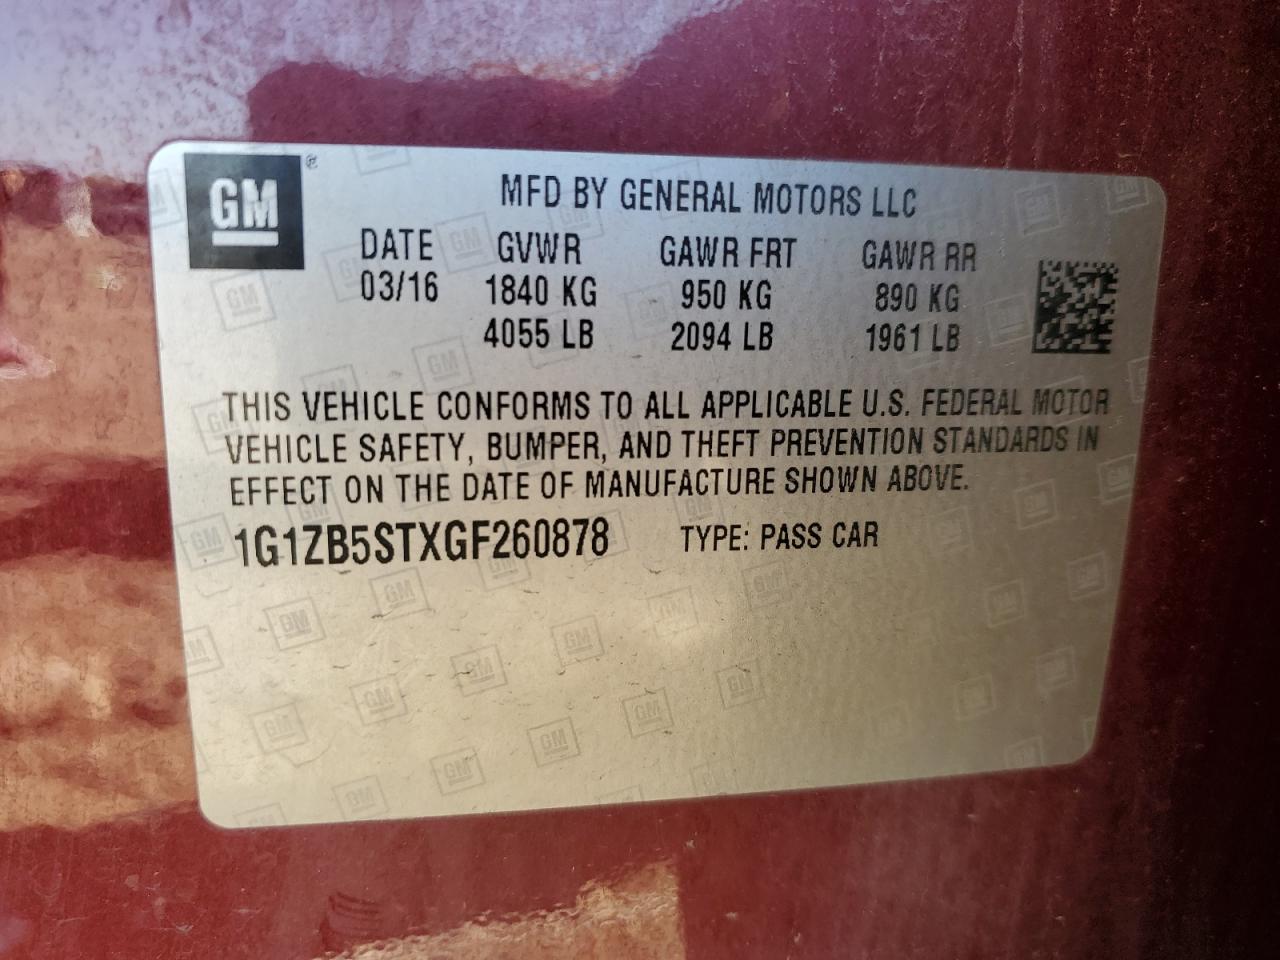 GM®
MFD BY GENERAL MOTORS LLC
DATE GVWR GAWR FRT GAWR RR
03/16 1840 KG 950 KG 890 KG
4055 LB 2094 LB 1961 LB
THIS VEHICLE CONFORMS TO ALL APPLICABLE U.S. FEDERAL MOTOR
VEHICLE SAFETY, BUMPER, AND THEFT PREVENTION STANDARDS IN
EFFECT ON THE DATE OF MANUFACTURE SHOWN ABOVE.
1G1ZB5STXGF260878 TYPE: PASS CAR